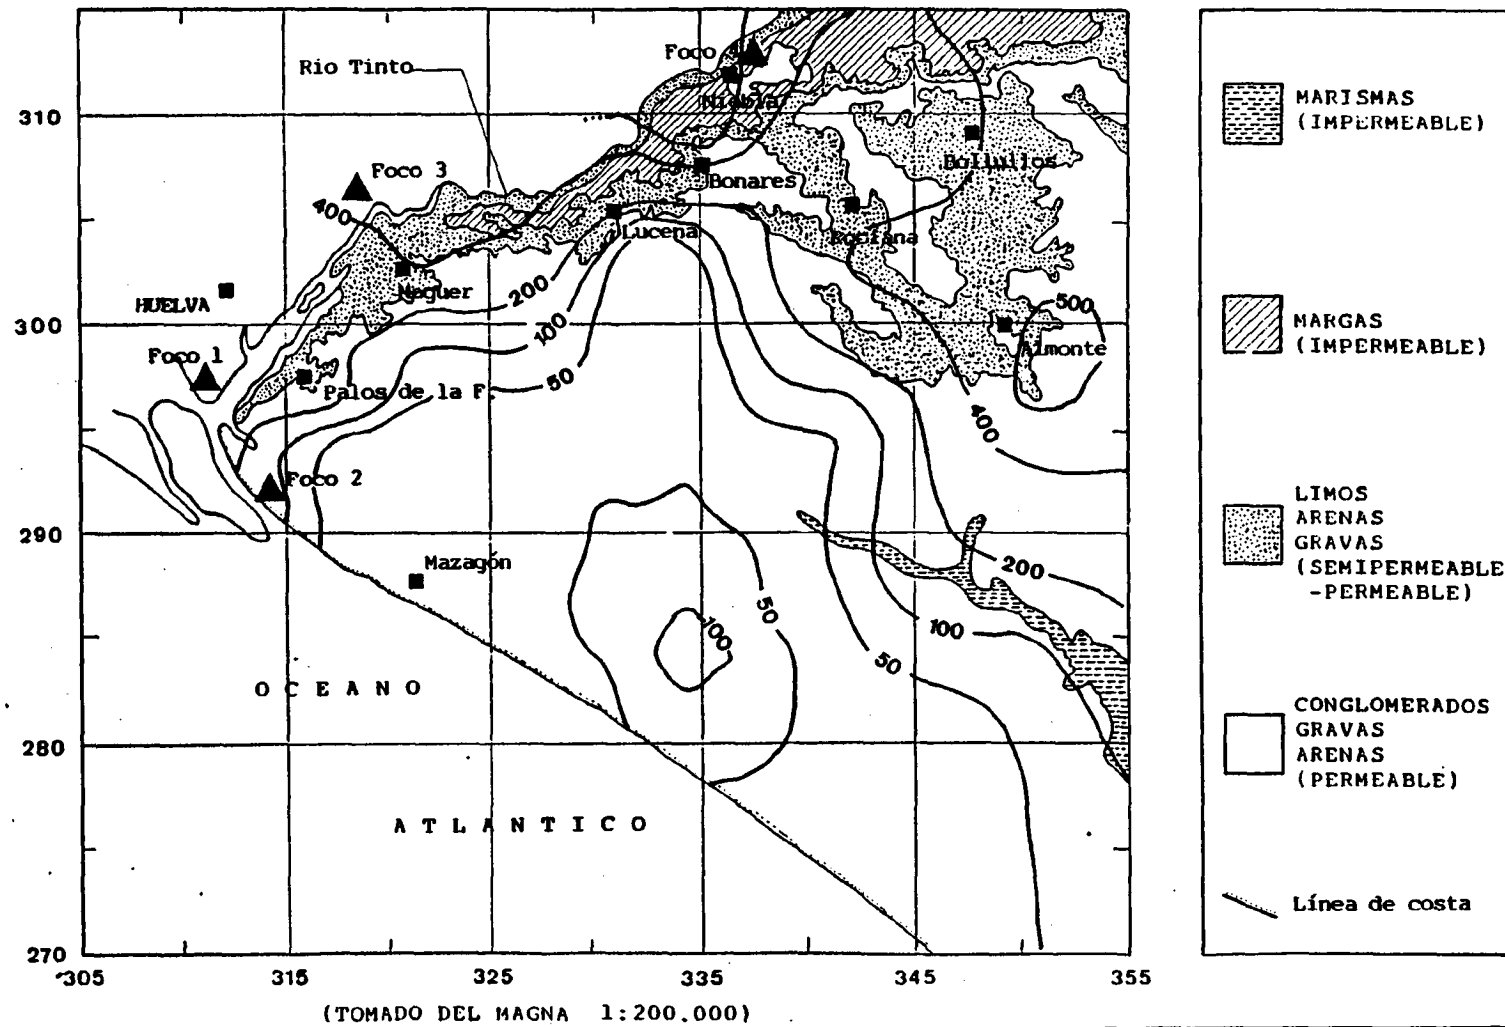 310
300
290
280
270
305
315
325
335
345
355
(TOMADO DEL MAGNA 1:200.000)
Rio Tinto
Foco 4
Niebla
Foco 3
400
Bonares
Bollullos
Lucena
Rociana
Moguer
HUELVA
200
100
50
500
Almonte
Foco 1
Palos de la F.
400
Foco 2
Mazagón
50
100
200
100
50
OCEANO
ATLANTICO
MARISMAS
(IMPERMEABLE)
MARGAS
(IMPERMEABLE)
LIMOS
ARENAS
GRAVAS
(SEMIPERMEABLE
-PERMEABLE)
CONGLOMERADOS
GRAVAS
ARENAS
(PERMEABLE)
Línea de costa